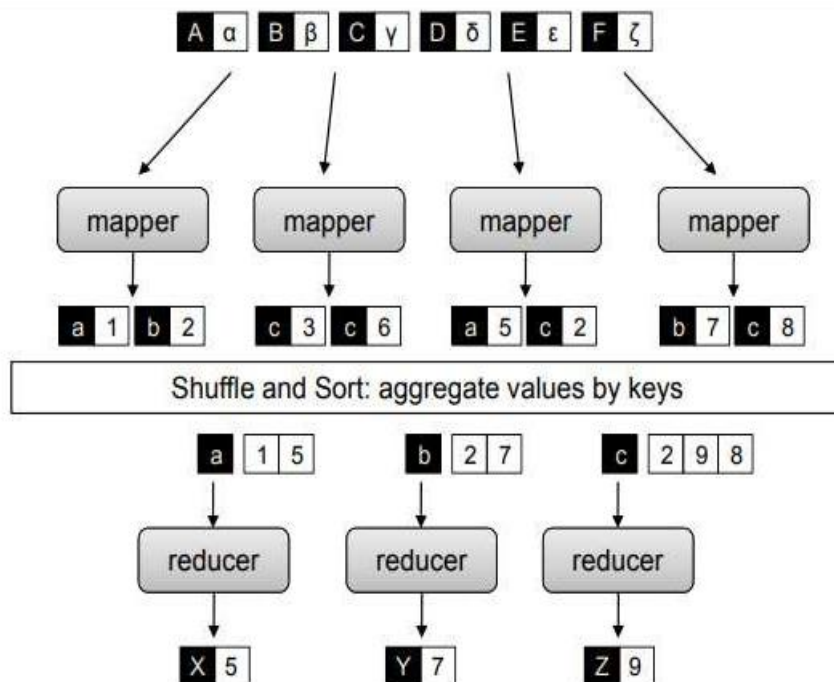 A α B β C γ D δ E ε F ζ
mapper mapper mapper mapper
a 1 b 2 c 3 c 6 a 5 c 2 b 7 c 8
Shuffle and Sort: aggregate values by keys
a 1 5 b 2 7 c 2 9 8
reducer reducer reducer
X 5 Y 7 Z 9